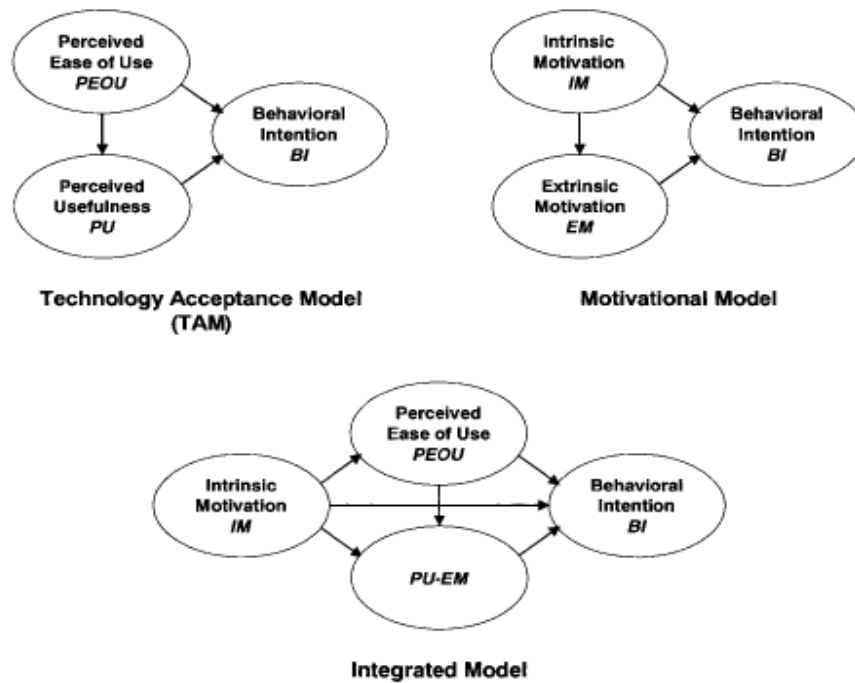 Perceived
Ease of Use
PEOU
Behavioral
Intention
BI
Perceived
Usefulness
PU
Technology Acceptance Model
(TAM)
Intrinsic
Motivation
IM
Behavioral
Intention
BI
Extrinsic
Motivation
EM
Motivational Model
Perceived
Ease of Use
PEOU
Intrinsic
Motivation
IM
Behavioral
Intention
BI
PU-EM
Integrated Model